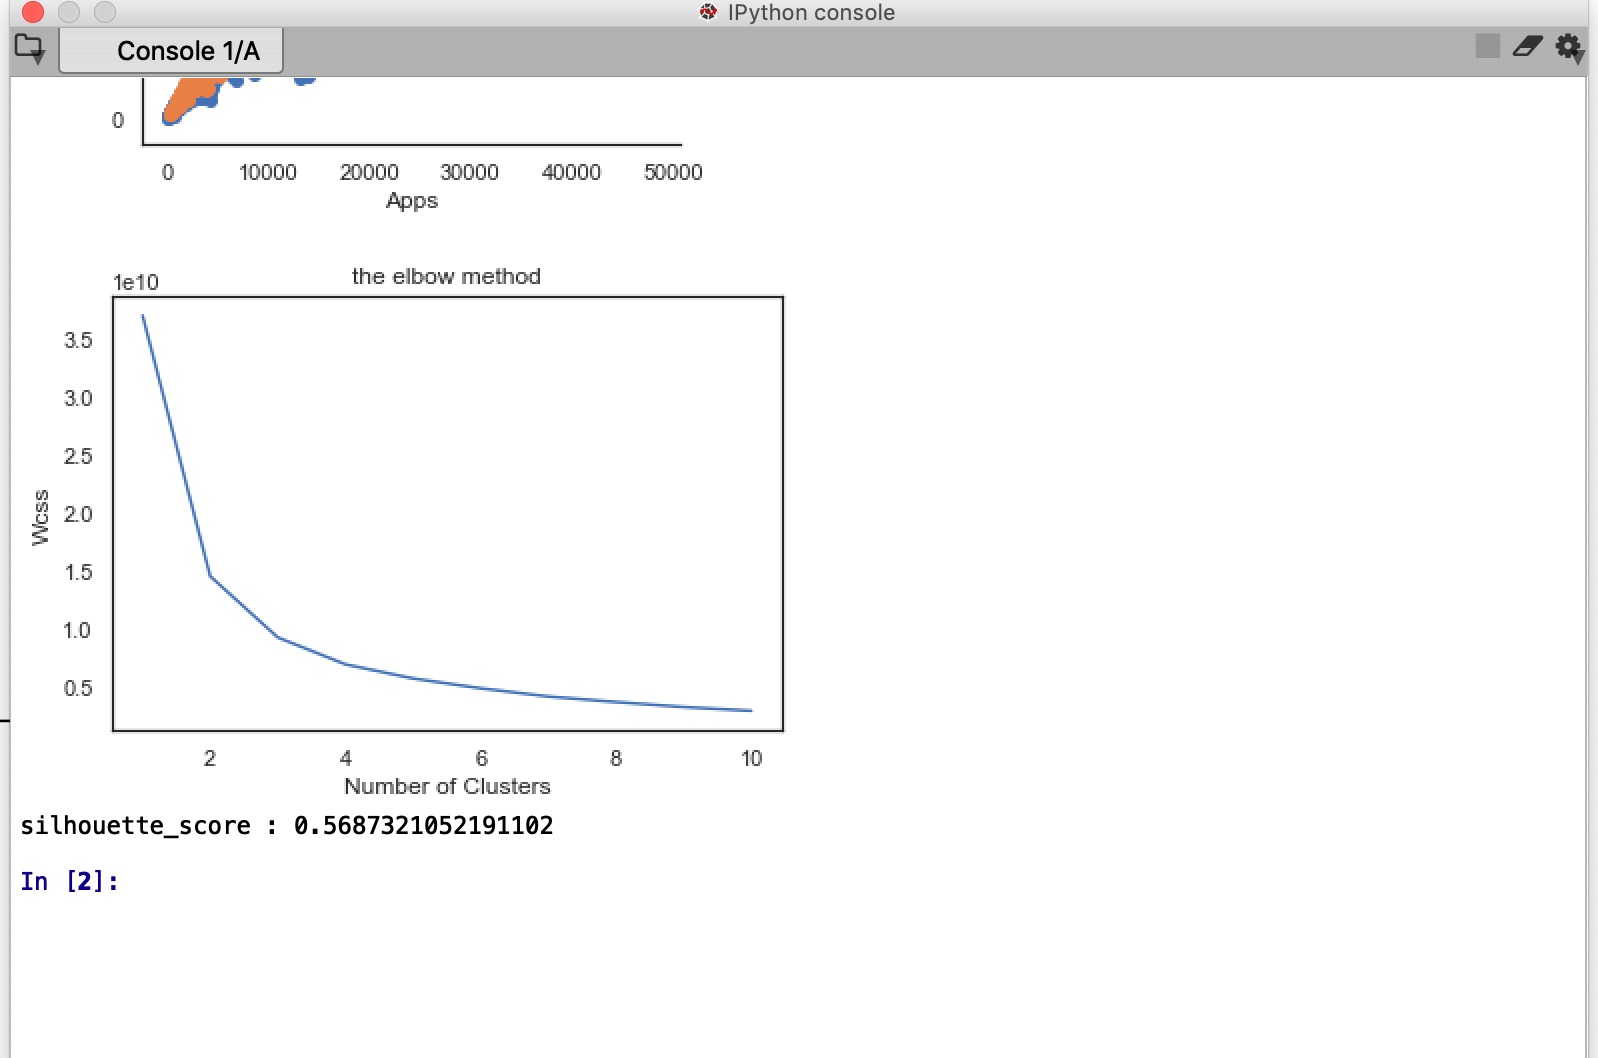 IPython console
Console 1/A
0
0 10000 20000 30000 40000 50000
Apps
1e10
the elbow method
3.5
3.0
2.5
2.0
1.5
1.0
0.5
Wcss
2 4 6 8 10
Number of Clusters
silhouette_score : 0.5687321052191102
In [2]: